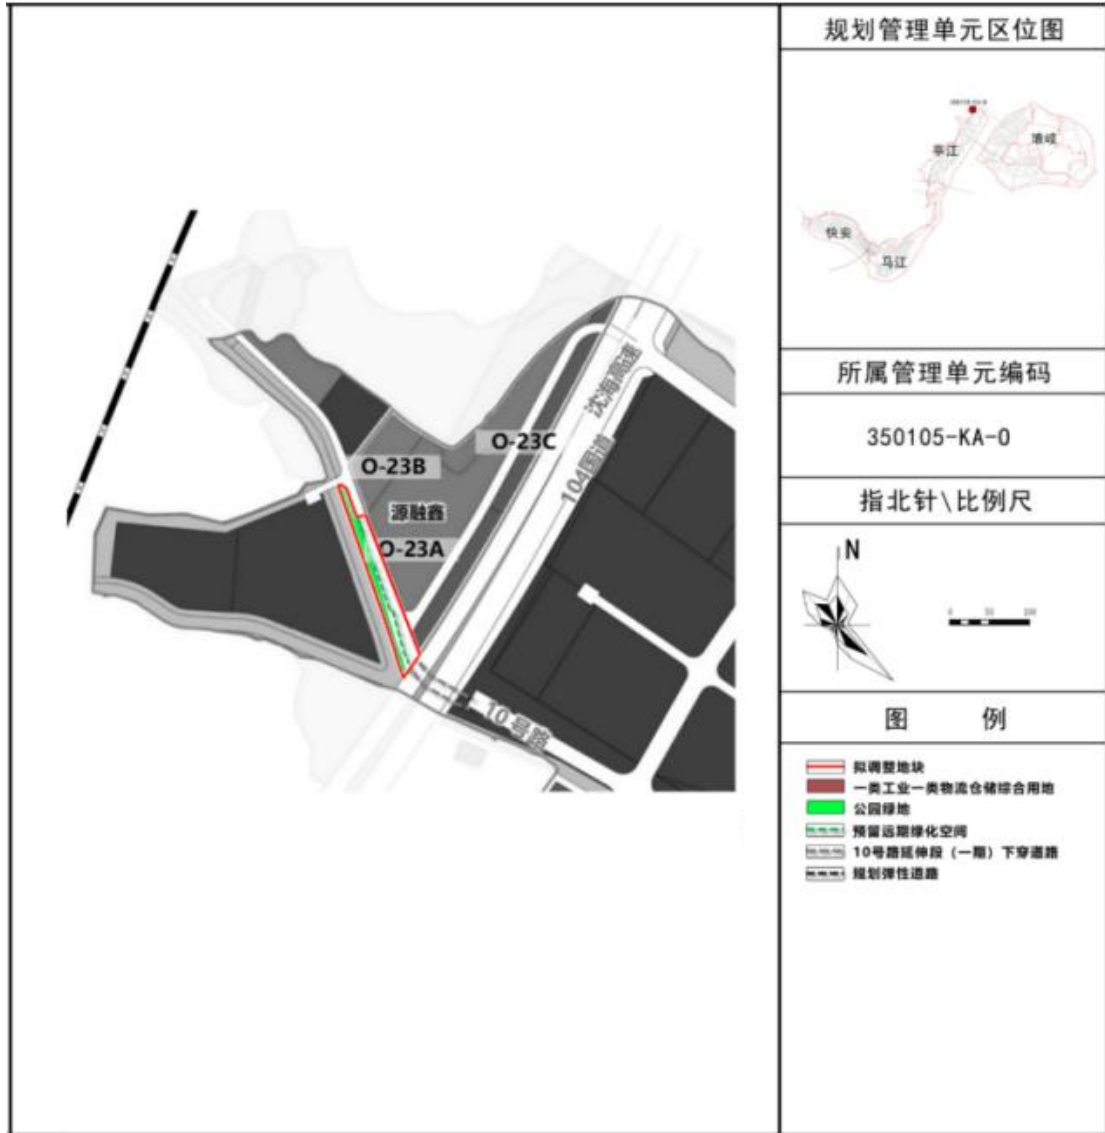 规划管理单元区位图
350105-KA-O
琅岐
亭江
快安
马江
所属管理单元编码
350105-KA-O
指北针\比例尺
N
0 50 100
图 例
拟调整地块
一类工业一类物流仓储综合用地
公园绿地
预留远期绿化空间
10号路延伸段（一期）下穿道路
规划弹性道路
沈海高速
O-23C
O-23B
104国道
源融鑫
O-23A
10号路